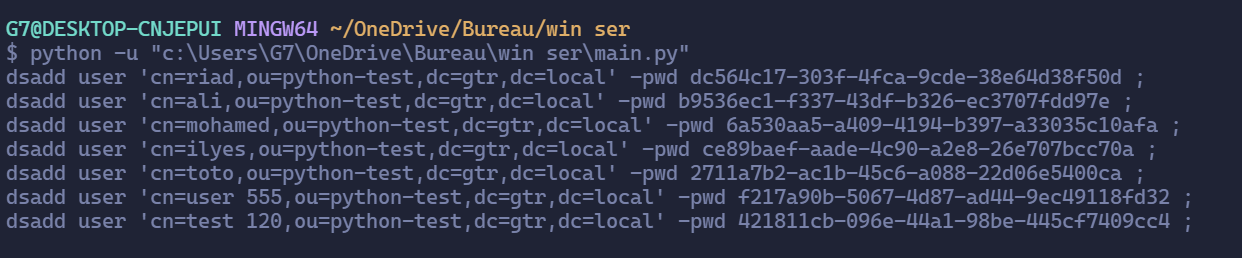 G7@DESKTOP-CNJEPUI MINGW64 ~/OneDrive/Bureau/win ser
$ python -u "c:\Users\G7\OneDrive\Bureau\win ser\main.py"
dsadd user 'cn=riad,ou=python-test,dc=gtr,dc=local' -pwd dc564c17-303f-4fca-9cde-38e64d38f50d ;
dsadd user 'cn=ali,ou=python-test,dc=gtr,dc=local' -pwd b9536ec1-f337-43df-b326-ec3707fdd97e ;
dsadd user 'cn=mohamed,ou=python-test,dc=gtr,dc=local' -pwd 6a530aa5-a409-4194-b397-a33035c10afa ;
dsadd user 'cn=ilyes,ou=python-test,dc=gtr,dc=local' -pwd ce89baef-aade-4c90-a2e8-26e707bcc70a ;
dsadd user 'cn=toto,ou=python-test,dc=gtr,dc=local' -pwd 2711a7b2-ac1b-45c6-a088-22d06e5400ca ;
dsadd user 'cn=user 555,ou=python-test,dc=gtr,dc=local' -pwd f217a90b-5067-4d87-ad44-9ec49118fd32 ;
dsadd user 'cn=test 120,ou=python-test,dc=gtr,dc=local' -pwd 421811cb-096e-44a1-98be-445cf7409cc4 ;